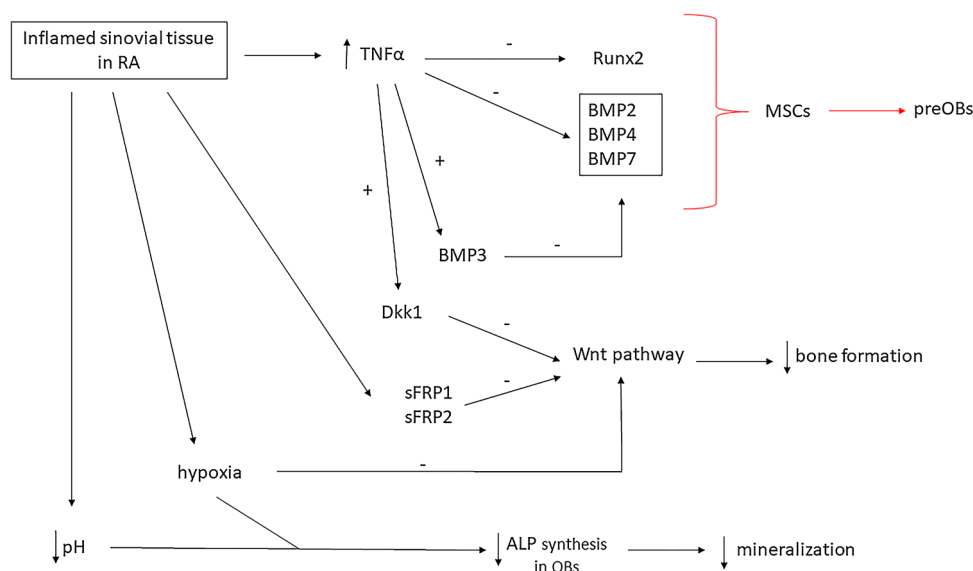 Inflamed sinovial tissue
in RA
TNFα
-
Runx2
-
BMP2
BMP4
BMP7
MSCs
preOBs
+
+
BMP3
-
Dkk1
-
Wnt pathway
bone formation
sFRP1
sFRP2
-
hypoxia
-
pH
ALP synthesis
in OBs
mineralization